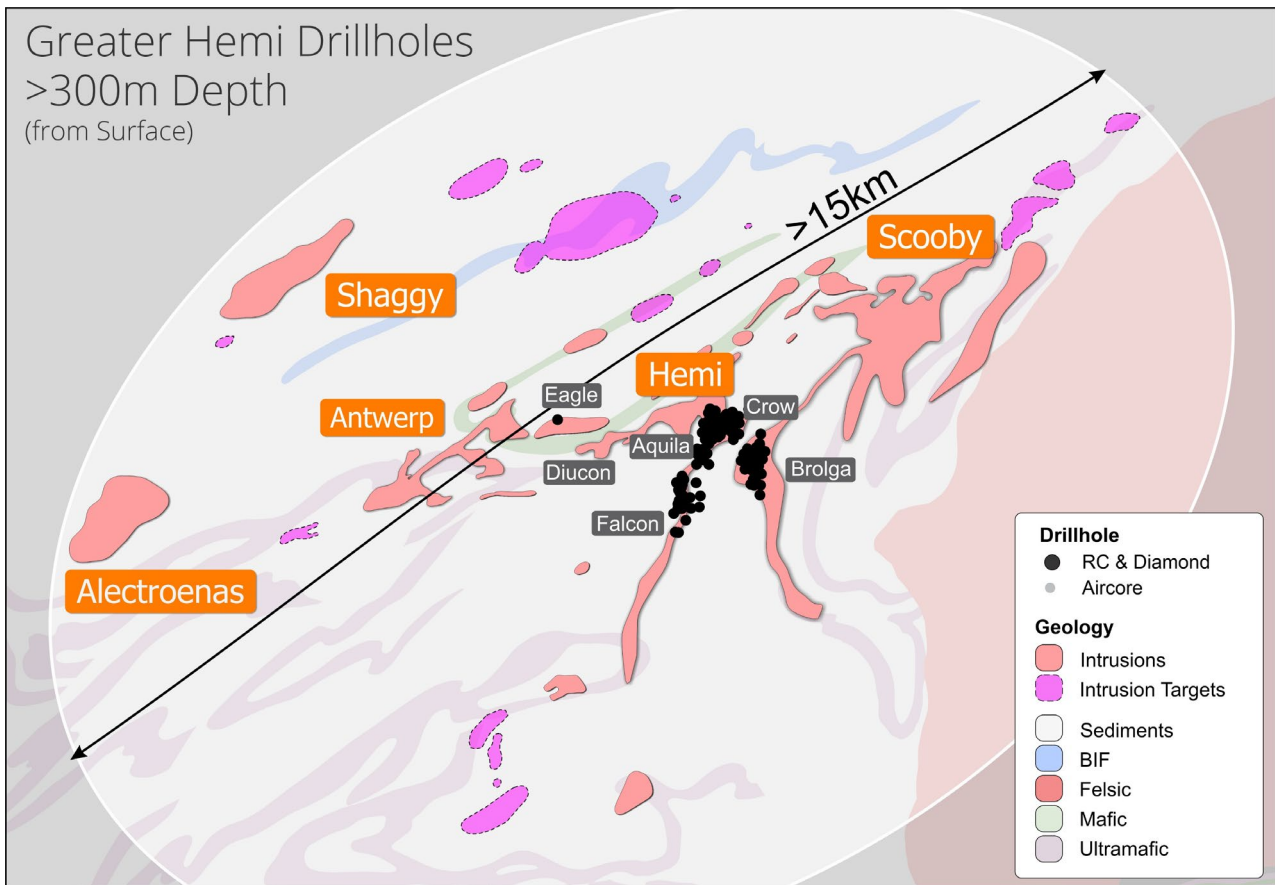 Greater Hemi Drillholes
>300m Depth
(from Surface)
>15km
Scooby
Shaggy
Hemi
Eagle
Crow
Antwerp
Aquila
Diucon
Brolga
Falcon
Alectroenas
Drillhole
RC & Diamond
Aircore
Geology
Intrusions
Intrusion Targets
Sediments
BIF
Felsic
Mafic
Ultramafic